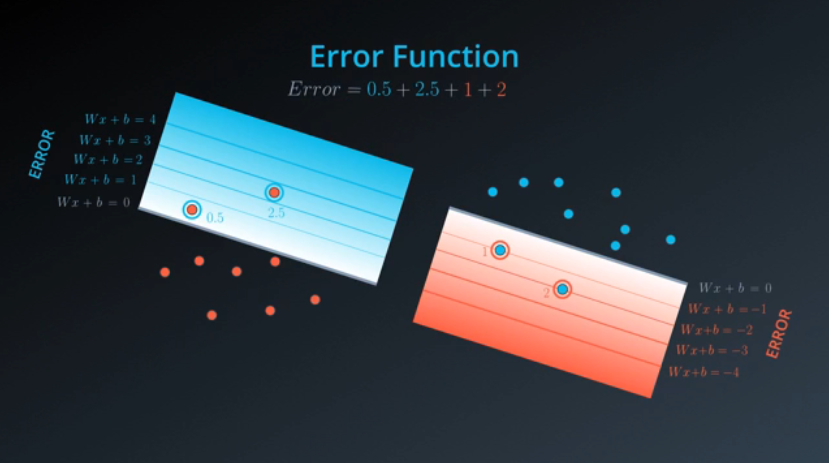 Error Function
Error = 0.5 + 2.5 + 1 + 2
Wx + b = 4
Wx + b = 3
Wx + b =2
Wx + b = 1
Wx + b = 0
ERROR
0.5
2.5
1
2
Wx + b = 0
Wx + b = −1
Wx+b = −2
Wx+b = −3
Wx+b = −4
ERROR